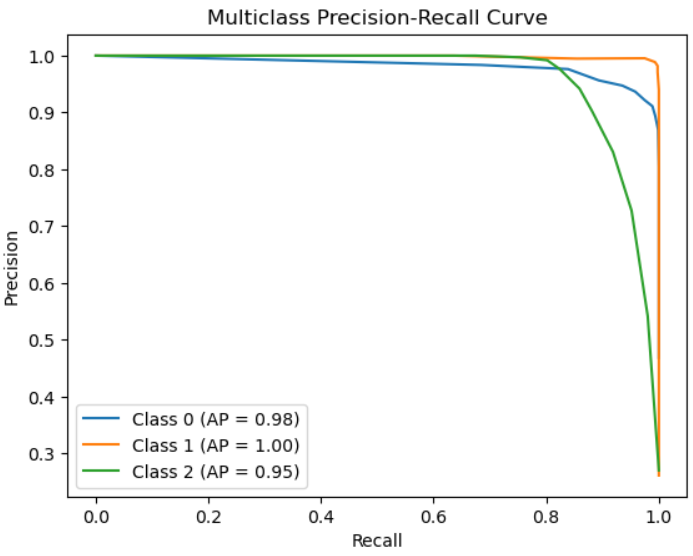 Multiclass Precision-Recall Curve
Precision
1.0
0.9
0.8
0.7
0.6
0.5
0.4
0.3
Class 0 (AP = 0.98)
Class 1 (AP = 1.00)
Class 2 (AP = 0.95)
0.0 0.2 0.4 0.6 0.8 1.0
Recall